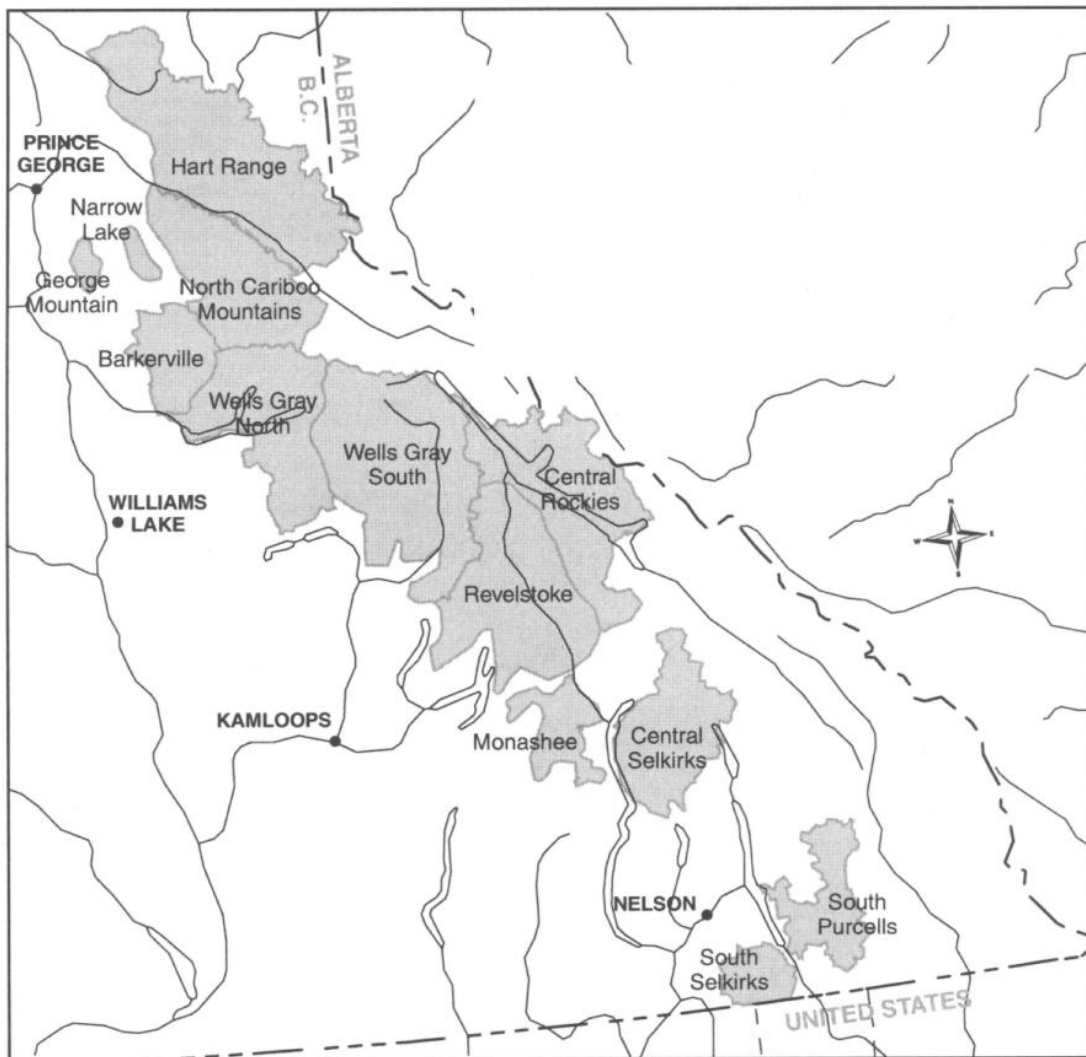 ALBERTA
B.C.
PRINCE
GEORGE
Hart Range
Narrow
Lake
George
Mountain
North Cariboo
Mountains
Barkerville
Wells Gray
North
Wells Gray
South
Central
Rockies
WILLIAMS
LAKE
N
W
E
S
Revelstoke
KAMLOOPS
Monashee
Central
Selkirks
NELSON
South
Purcells
South
Selkirks
UNITED STATES